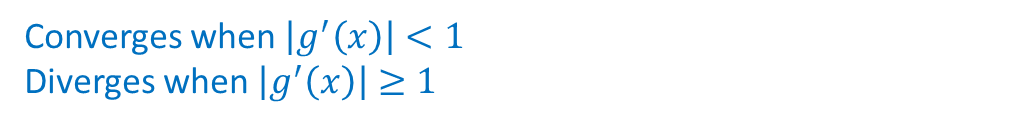 Converges when |g′(x)| < 1
Diverges when |g′(x)| ≥ 1